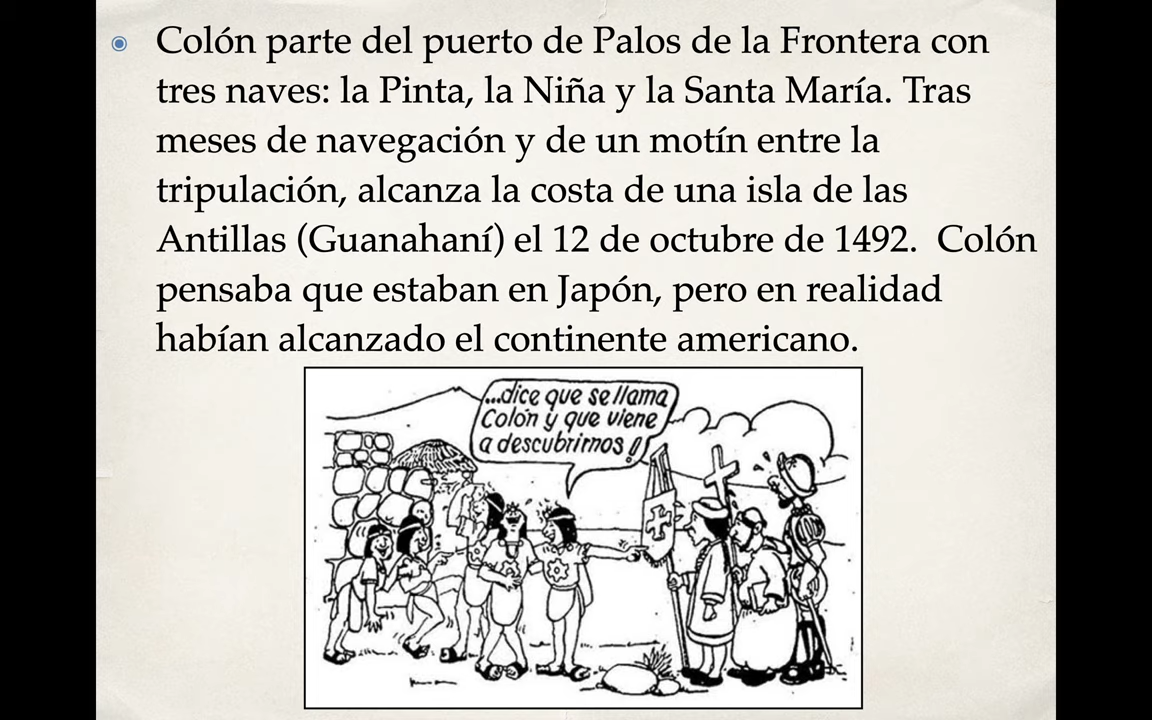 Colón parte del puerto de Palos de la Frontera con
tres naves: la Pinta, la Niña y la Santa María. Tras
meses de navegación y de un motín entre la
tripulación, alcanza la costa de una isla de las
Antillas (Guanahaní) el 12 de octubre de 1492.  Colón
pensaba que estaban en Japón, pero en realidad
habían alcanzado el continente americano.
...dice que se llama
Colón y que viene
a descubrirnos!